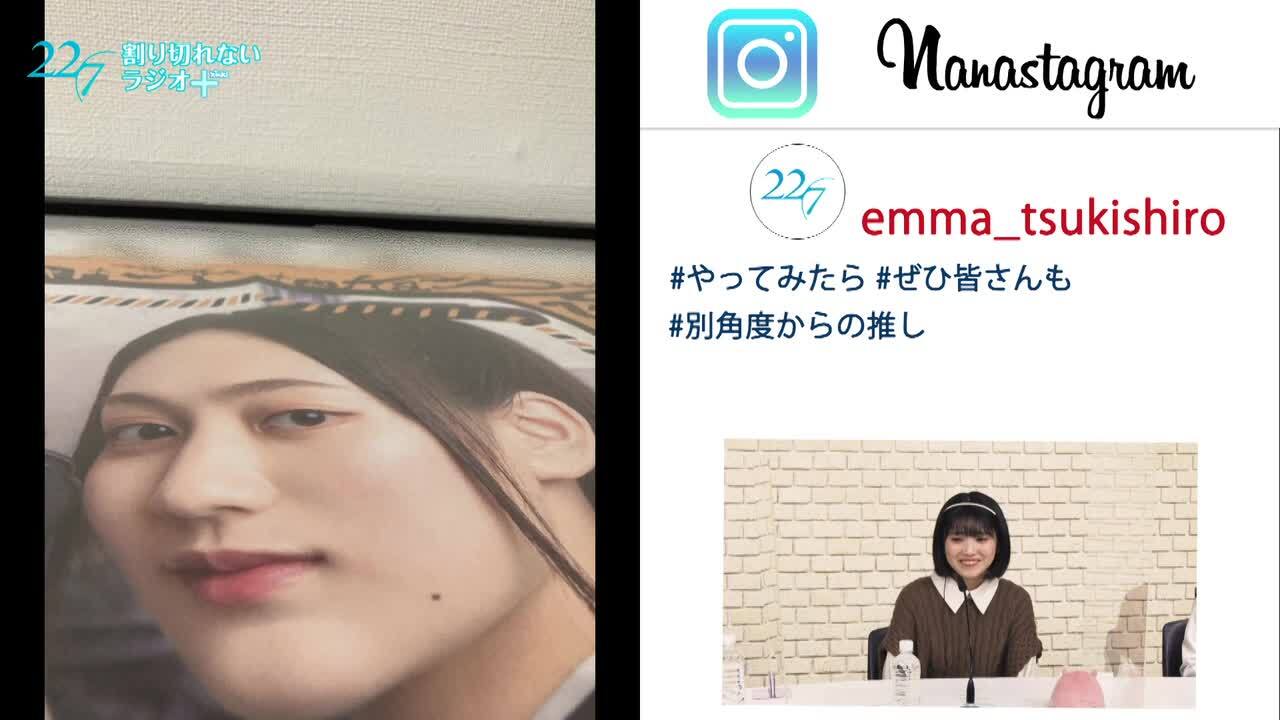 22/7 割り切れない
ラジオ+
Nanastagram
22/7
emma_tsukishiro
#やってみたら #ぜひ皆さんも
#別角度からの推し